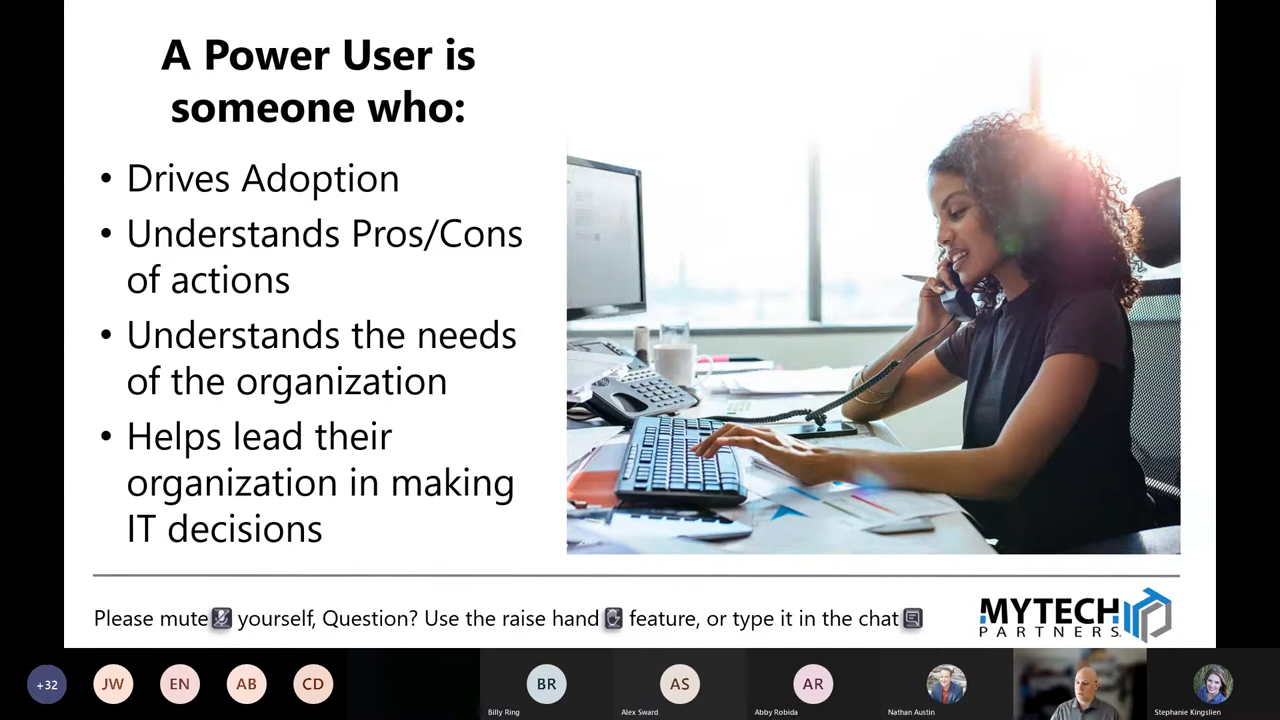 A Power User is
someone who:
• Drives Adoption
• Understands Pros/Cons
of actions
• Understands the needs
of the organization
• Helps lead their
organization in making
IT decisions
Please mute yourself, Question? Use the raise hand feature, or type it in the chat
MYTECH
PARTNERS
+32
JW
EN
AB
CD
BR
AS
AR
Billy Ring
Alex Sward
Abby Robida
Nathan Austin
Stephanie Kingslien